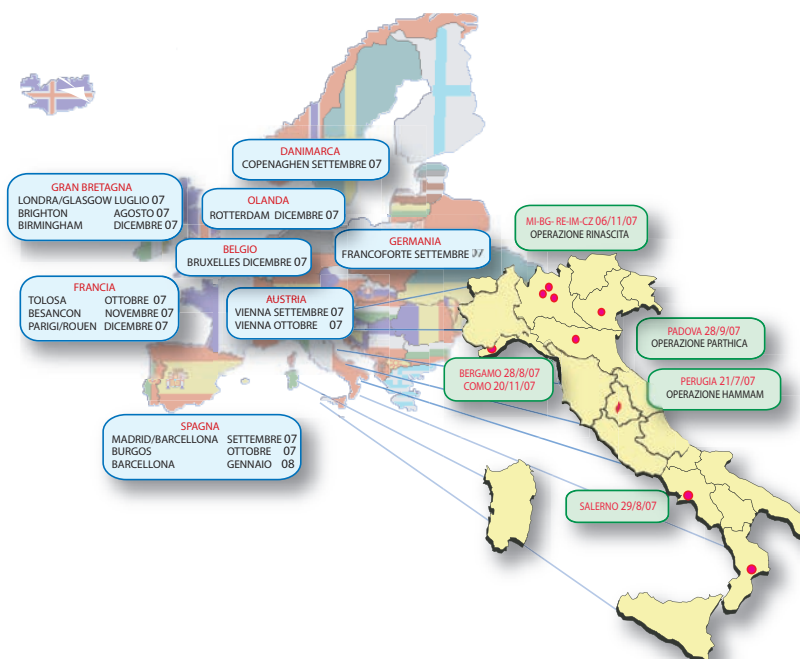 DANIMARCA
COPENAGHEN SETTEMBRE 07
GRAN BRETAGNA
LONDRA/GLASGOW LUGLIO 07
BRIGHTON AGOSTO 07
BIRMINGHAM DICEMBRE 07
OLANDA
ROTTERDAM DICEMBRE 07
BELGIO
BRUXELLES DICEMBRE 07
GERMANIA
FRANCOFORTE SETTEMBRE 07
MI-BG- RE-IM-CZ 06/11/07
OPERAZIONE RINASCITA
FRANCIA
TOLOSA OTTOBRE 07
BESANCON NOVEMBRE 07
PARIGI/ROUEN DICEMBRE 07
AUSTRIA
VIENNA SETTEMBRE 07
VIENNA OTTOBRE 07
PADOVA 28/9/07
OPERAZIONE PARTHICA
BERGAMO 28/8/07
COMO 20/11/07
PERUGIA 21/7/07
OPERAZIONE HAMMAM
SPAGNA
MADRID/BARCELLONA SETTEMBRE 07
BURGOS OTTOBRE 07
BARCELLONA GENNAIO 08
SALERNO 29/8/07